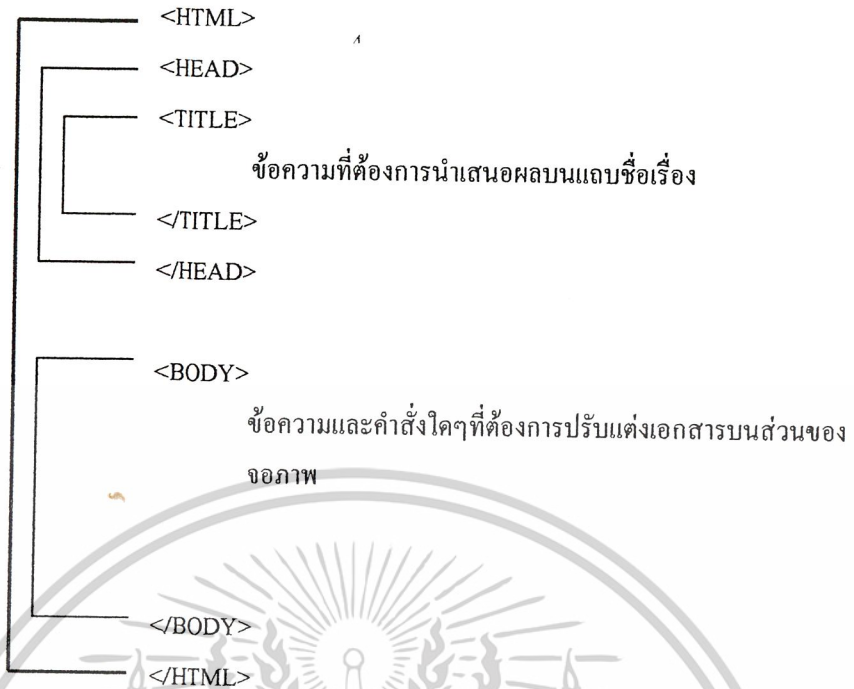 <HTML>
<HEAD>
<TITLE>
ข้อความที่ต้องการนำเสนอผลบนแถบชื่อเรื่อง
</TITLE>
</HEAD>
<BODY>
ข้อความและคำสั่งใดๆที่ต้องการปรับแต่งเอกสารบนส่วนของ
จอภาพ
</BODY>
</HTML>